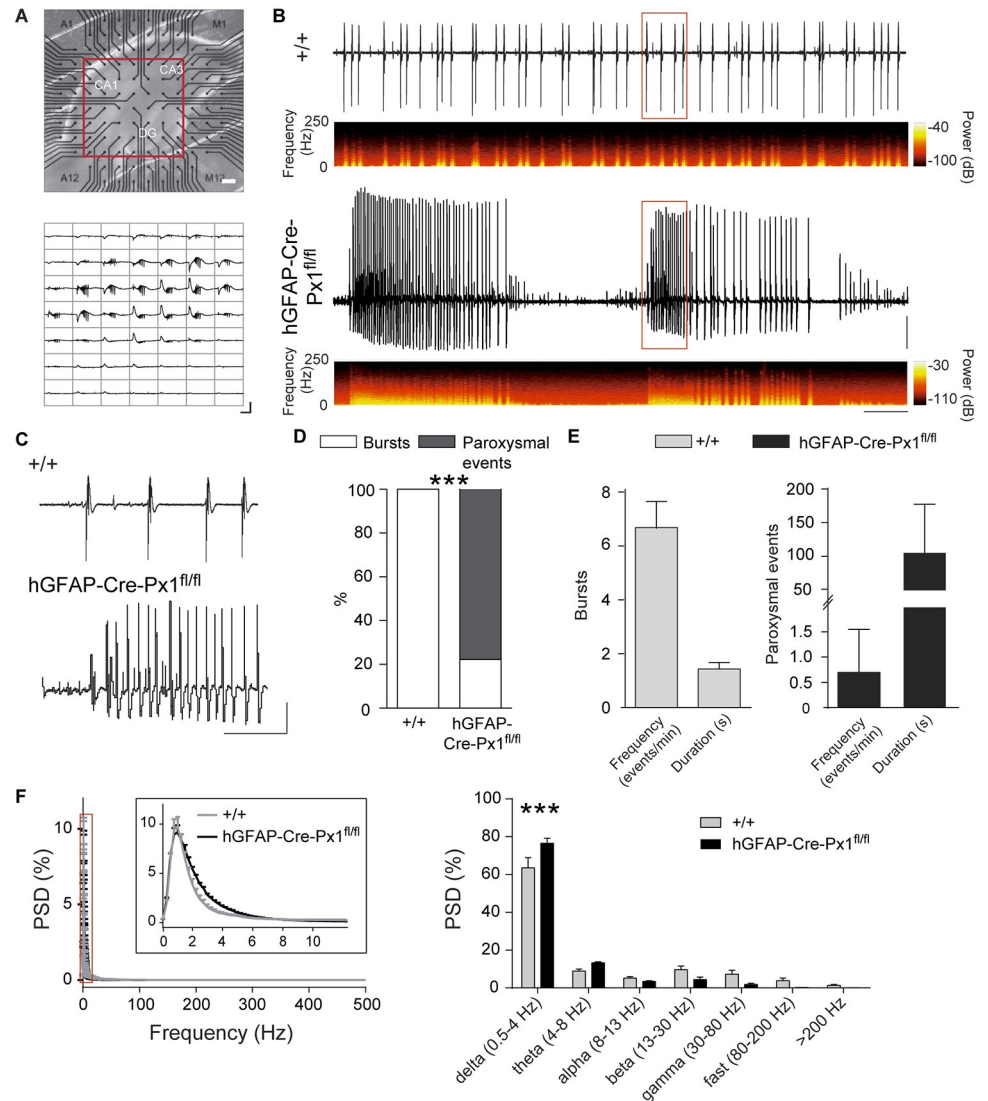 A
A1
M1
CA3
CA1
DG
A12
M12
B
+/+
Frequency
(Hz)
250
0
-40
-100
Power (dB)
hGFAP-Cre-
Px1fl/fl
Frequency
(Hz)
250
0
-30
-110
Power (dB)
C
+/+
hGFAP-Cre-Px1fl/fl
D
Bursts
Paroxysmal
events
***
100
80
60
40
20
0
%
+/+
hGFAP-
Cre-Px1fl/fl
E
+/+
hGFAP-Cre-Px1fl/fl
Bursts
8
6
4
2
0
Frequency
(events/min)
Duration (s)
Paroxysmal events
200
150
100
50
1.5
1.0
0.5
0.0
Frequency
(events/min)
Duration (s)
F
PSD (%)
10
5
0
0
100
200
300
400
500
Frequency (Hz)
+/+
hGFAP-Cre-Px1fl/fl
10
5
0
0
2
4
6
8
10
PSD (%)
100
80
60
40
20
0
***
+/+
hGFAP-Cre-Px1fl/fl
delta (0.5-4 Hz)
theta (4-8 Hz)
alpha (8-13 Hz)
beta (13-30 Hz)
gamma (30-80 Hz)
fast (80-200 Hz)
>200 Hz